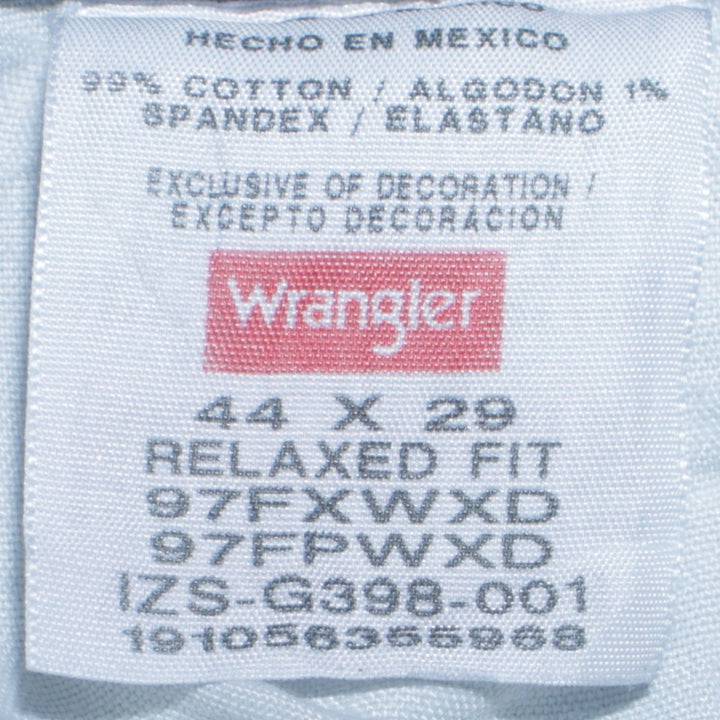 HECHO EN MEXICO
99% COTTON / ALGODON 1%
SPANDEX / ELASTANO
EXCLUSIVE OF DECORATION /
EXCEPTO DECORACION
Wrangler
44 X 29
RELAXED FIT
97FXWXD
97FPWXD
IZS-G398-001
191056355968